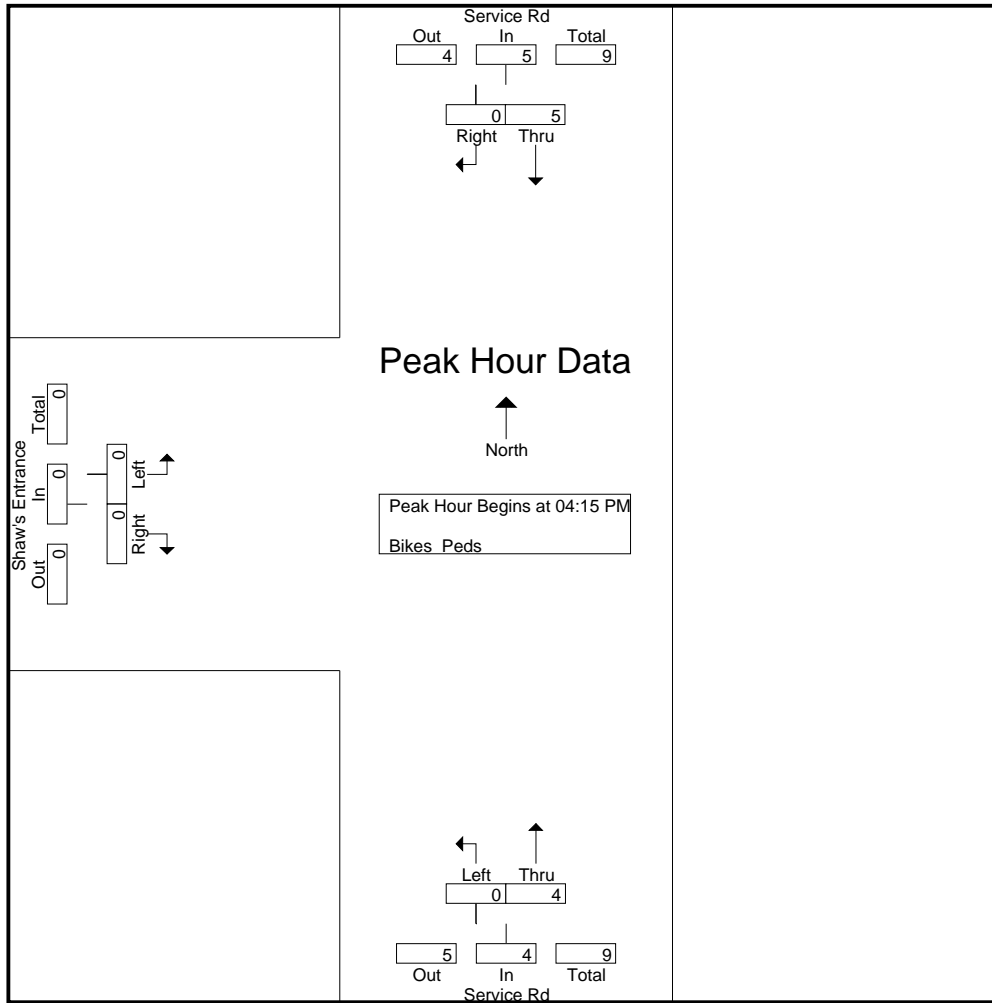 Service Rd
Out In Total
4 5 9
0 5
Right Thru
Peak Hour Data
North
Peak Hour Begins at 04:15 PM
Bikes Peds
Shaw's Entrance
Out In Total
0 0 0
Right Left
0 0
Left Thru
0 4
5 4 9
Out In Total
Service Rd